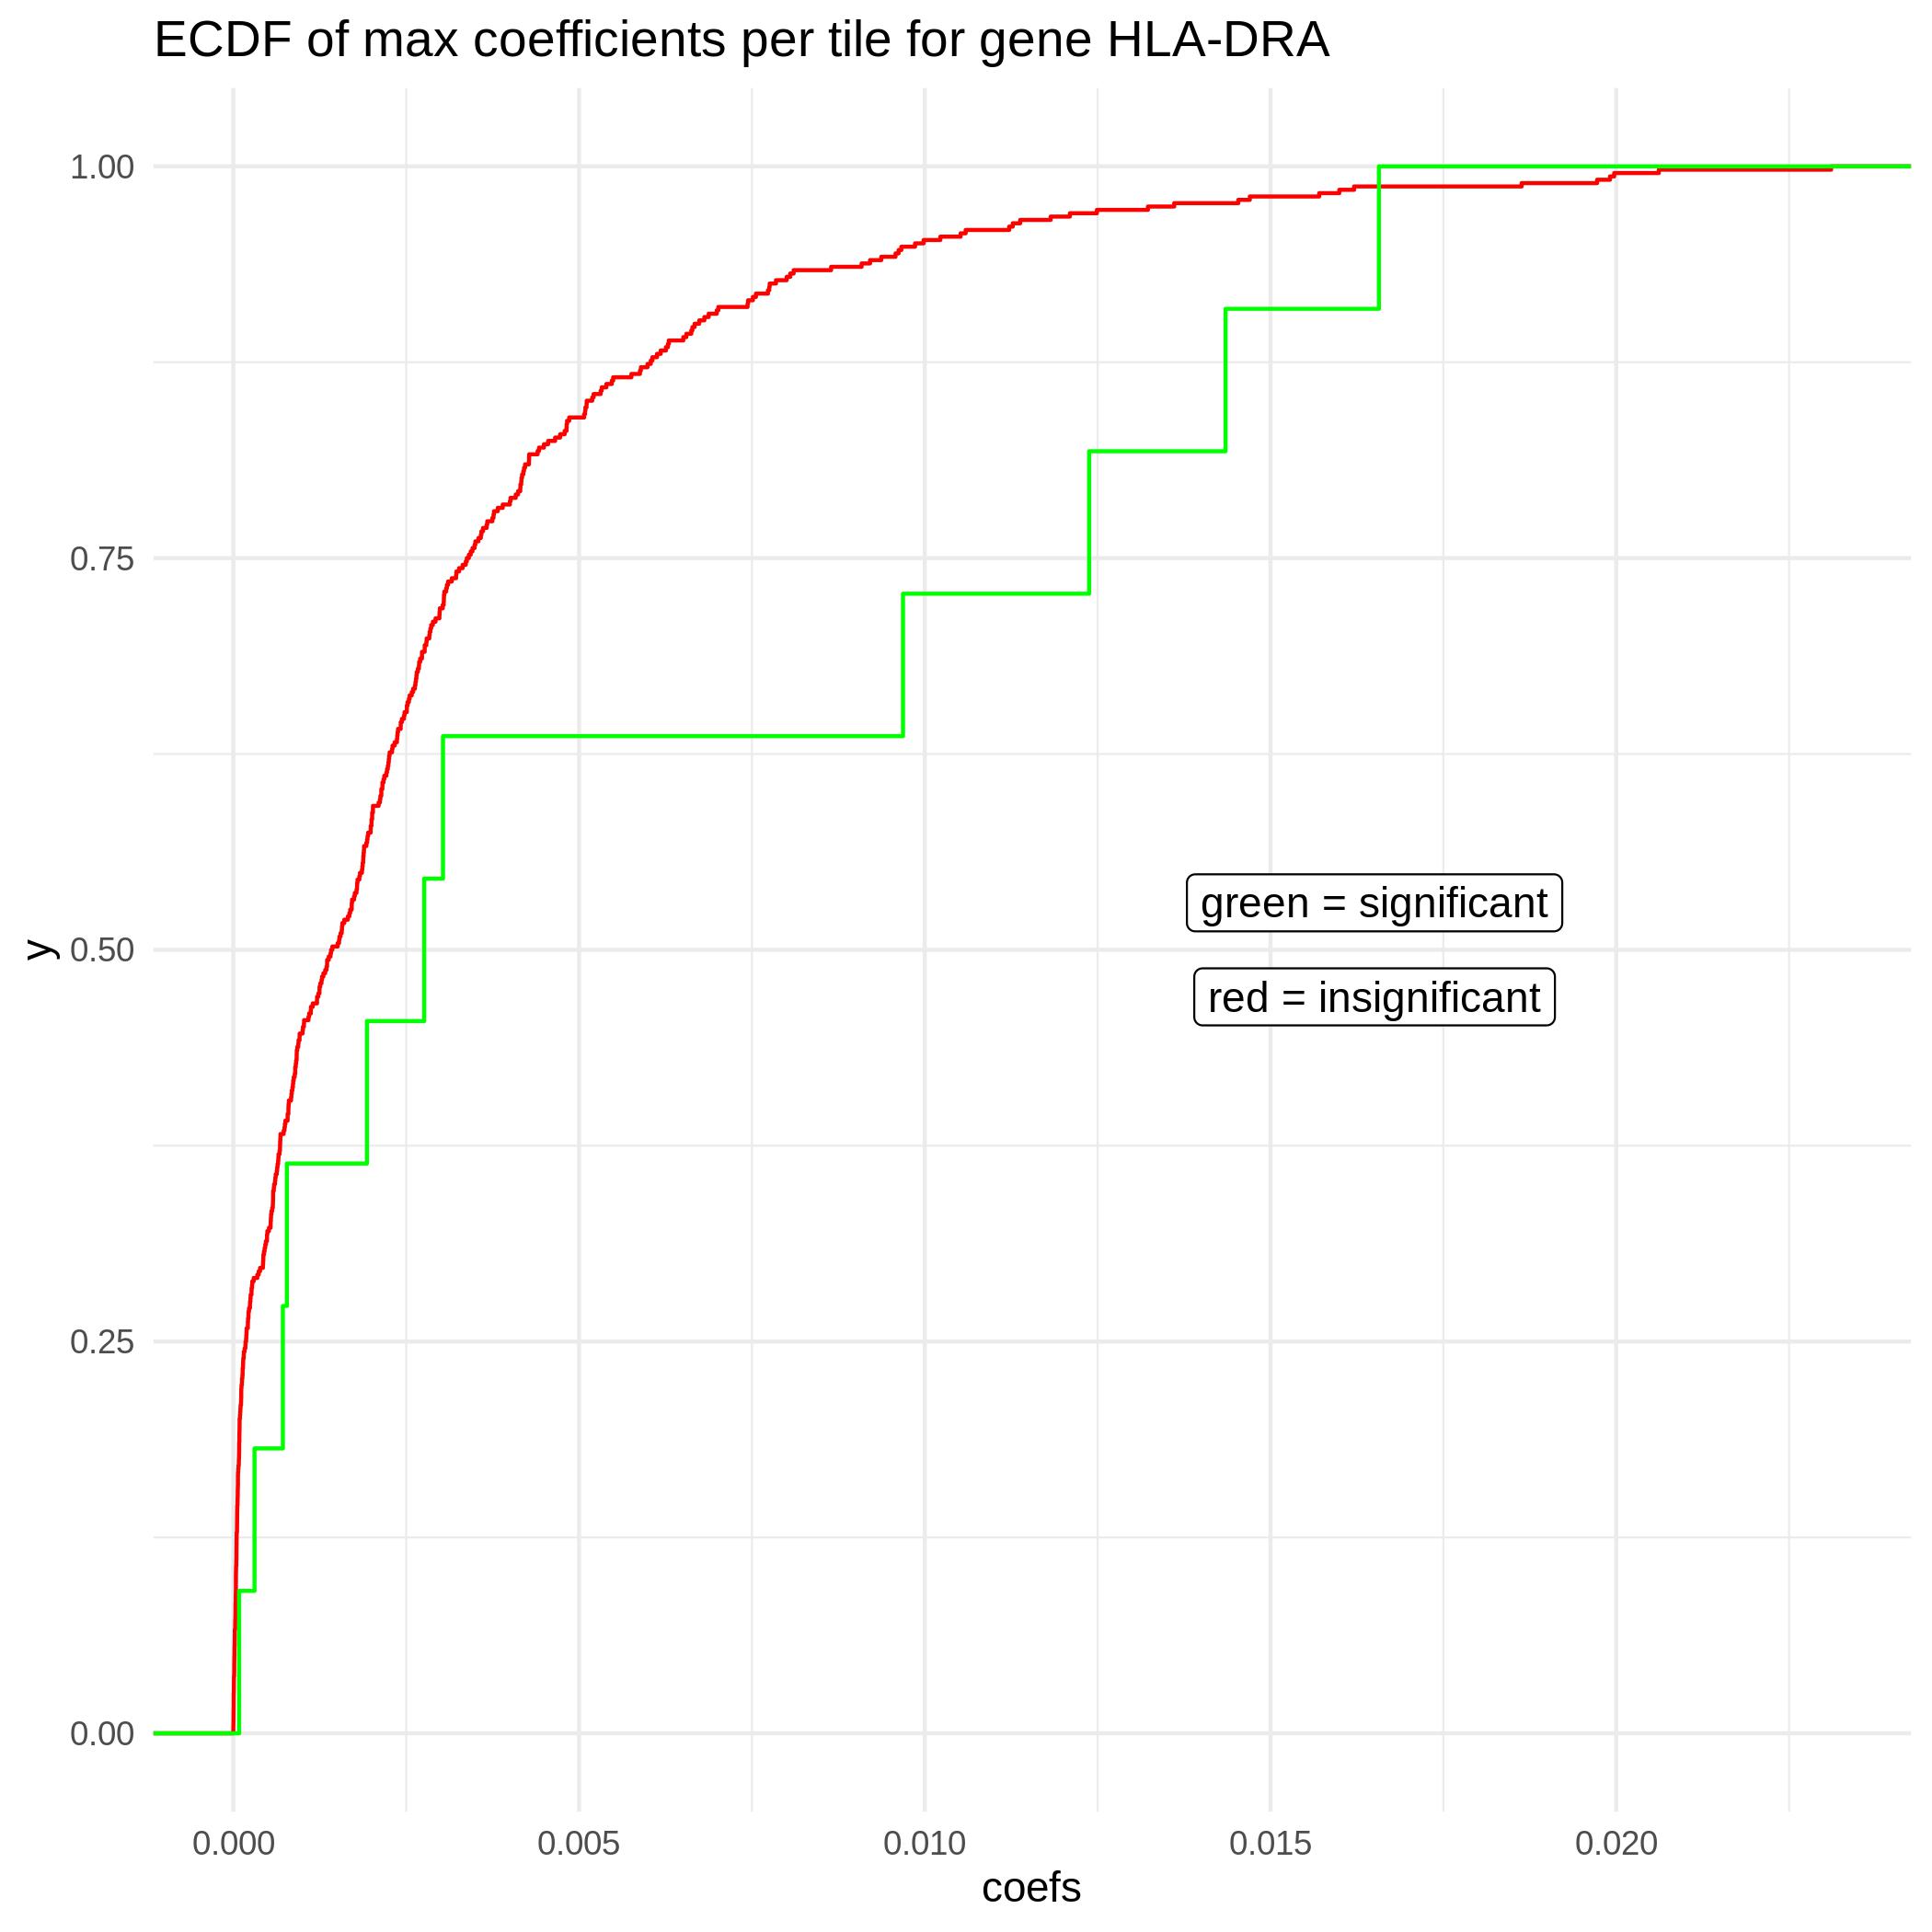 ECDF of max coefficients per tile for gene HLA-DRA
1.00
0.75
0.50
0.25
0.00
y
green = significant
red = insignificant
0.000 0.005 0.010 0.015 0.020
coefs